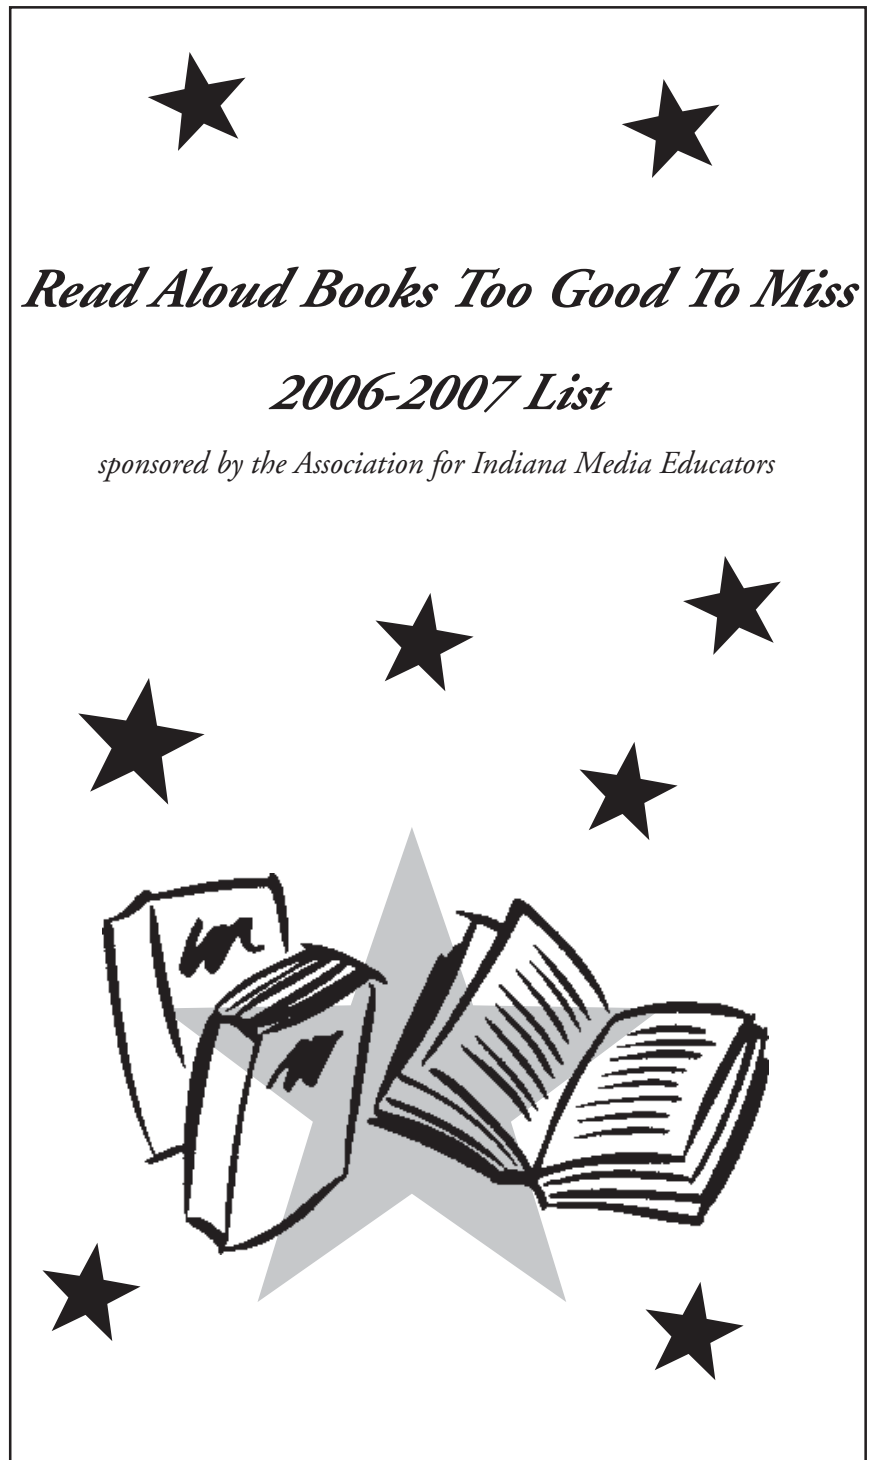 Read Aloud Books Too Good To Miss
2006-2007 List
sponsored by the Association for Indiana Media Educators